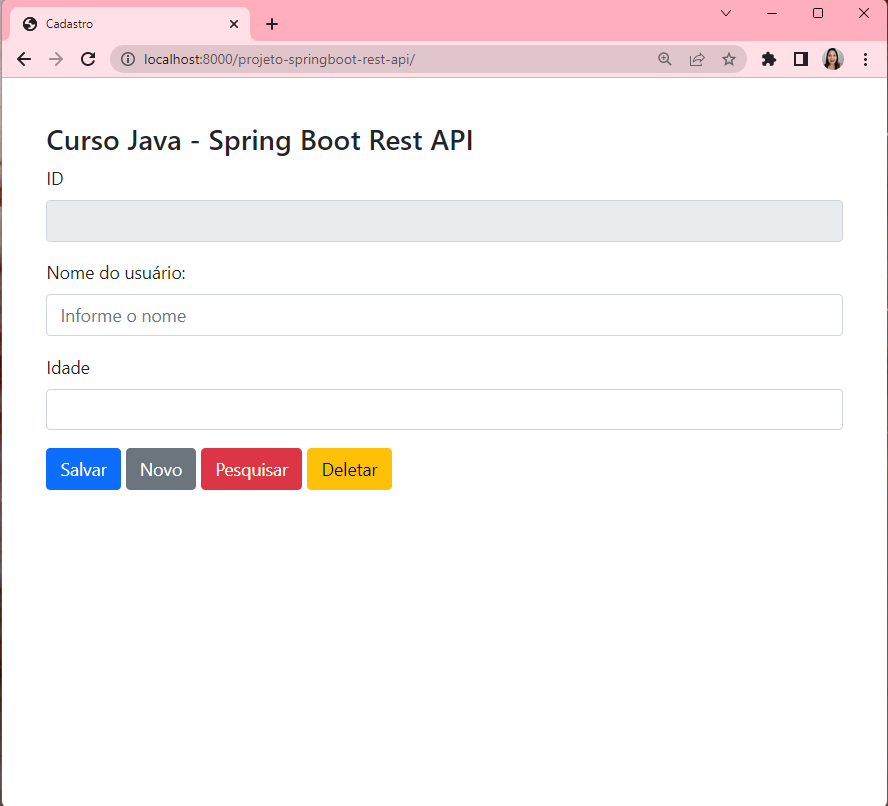 Cadastro
localhost:8000/projeto-springboot-rest-api/
Curso Java - Spring Boot Rest API
ID
Nome do usuário:
Informe o nome
Idade
Salvar Novo Pesquisar Deletar